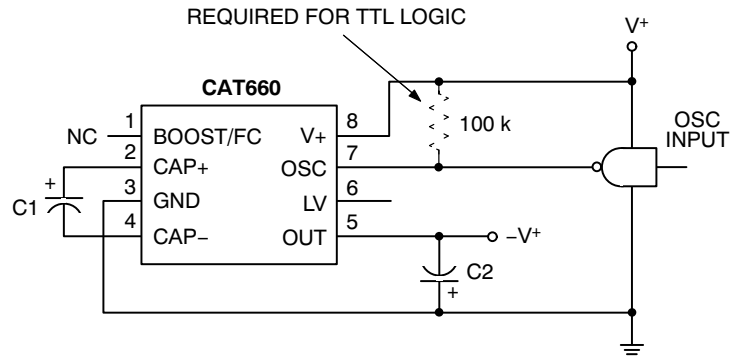 REQUIRED FOR TTL LOGIC
V+
CAT660
1
8
NC
BOOST/FC
V+
100 k
OSC
INPUT
2
7
CAP+
OSC
+
3
6
C1
GND
LV
4
5
CAP−
OUT
−V+
C2
+